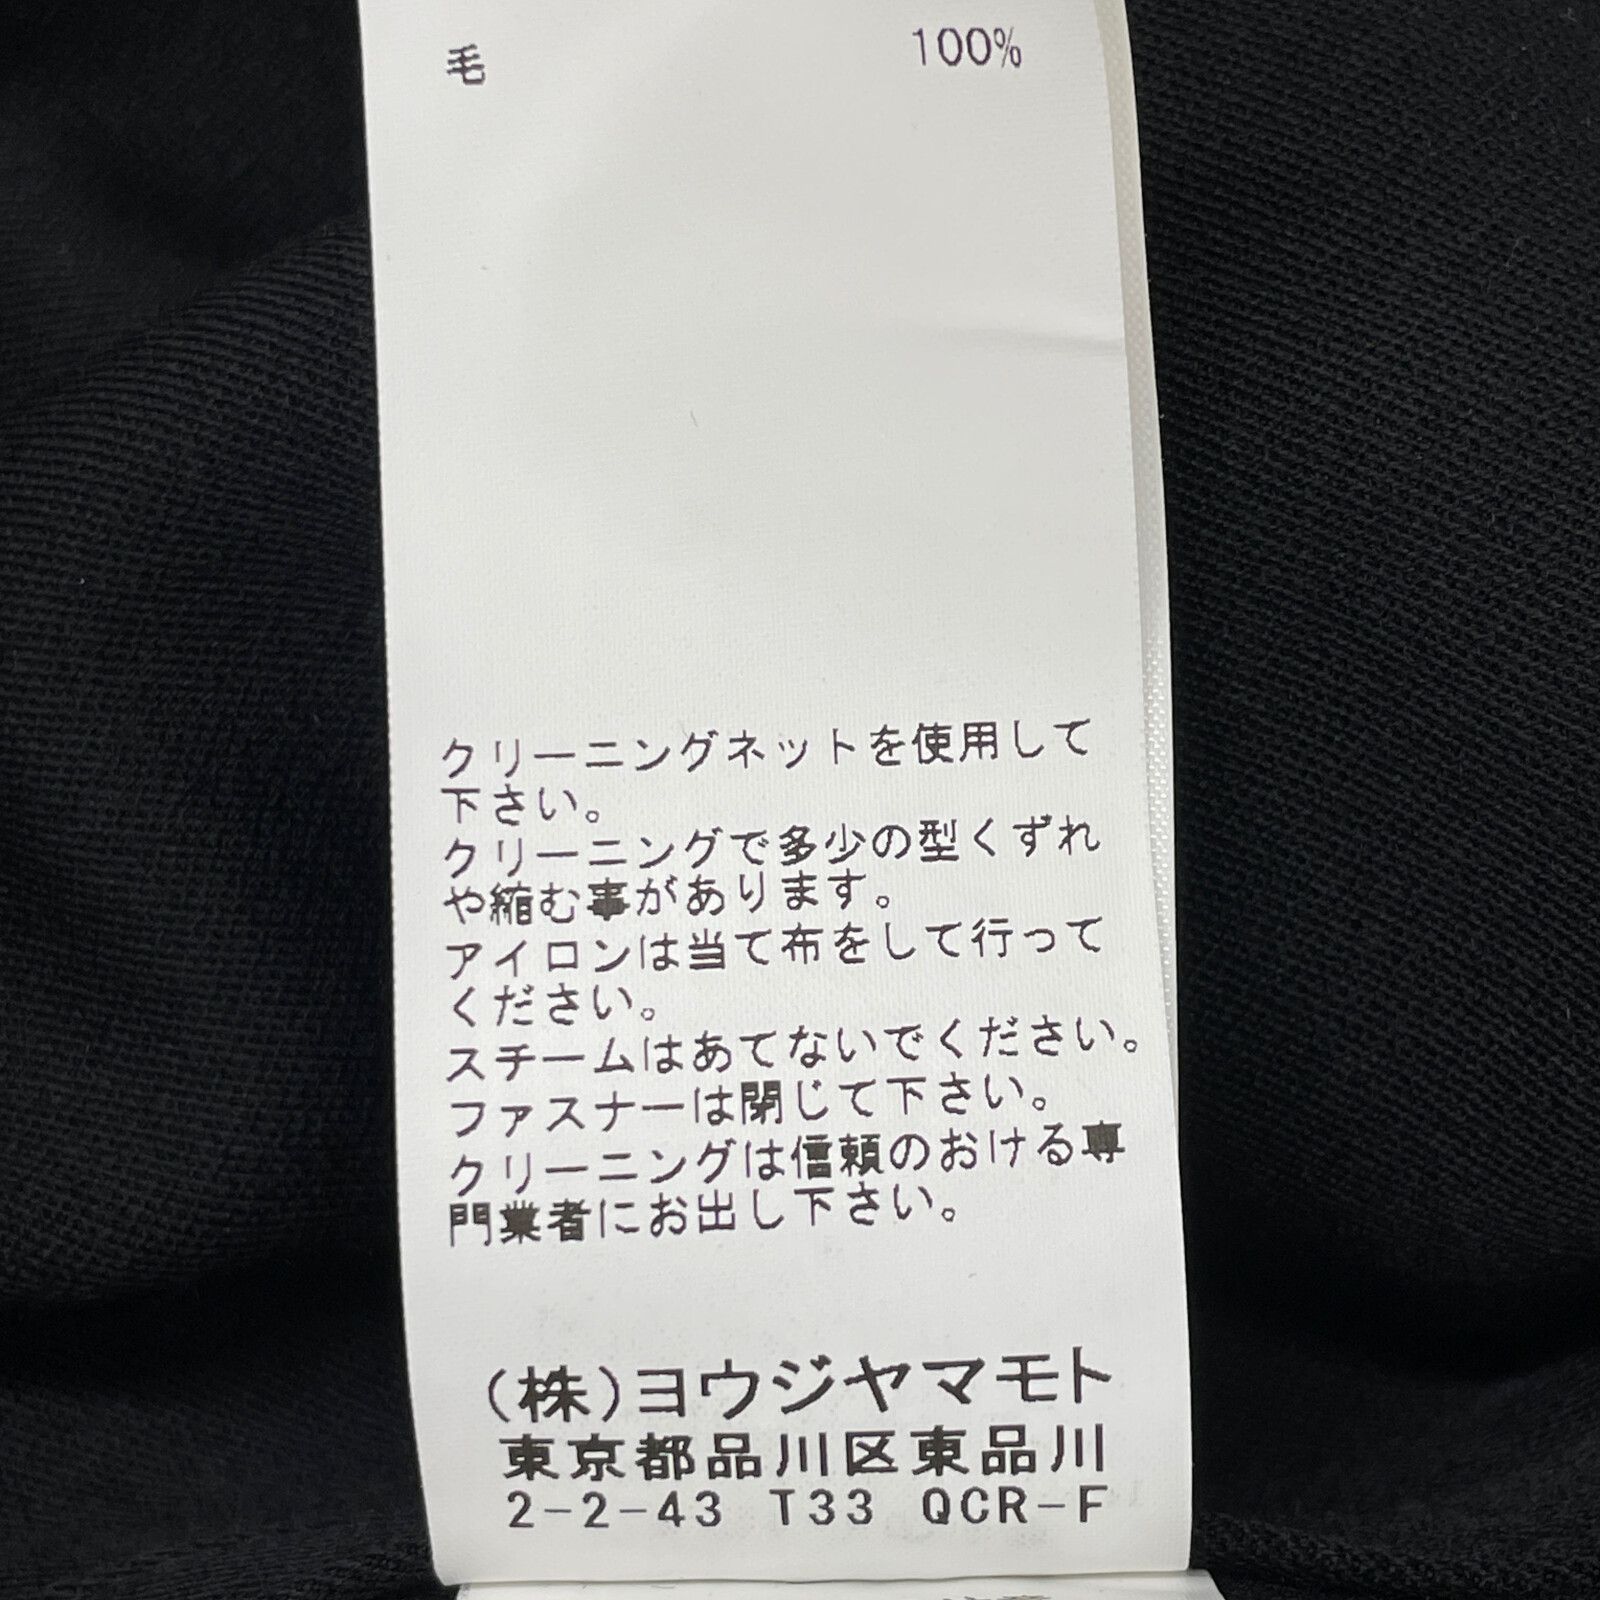 毛 100%
クリーニングネットを使用して
下さい。
クリーニングで多少の型くずれ
や縮む事があります。
アイロンは当て布をして行って
ください。
スチームはあてないでください。
ファスナーは閉じて下さい。
クリーニングは信頼のおける専
門業者にお出し下さい。
(株)ヨウジヤマモト
東京都品川区東品川
2-2-43 T33 QCR-F